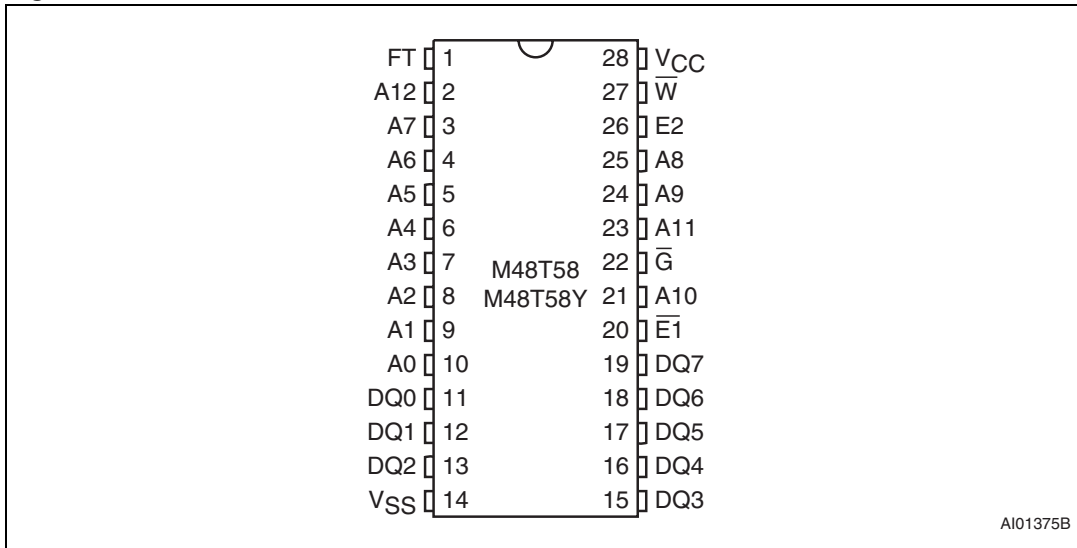 FT 1 28 VCC
A12 2 27 W̅
A7 3 26 E2
A6 4 25 A8
A5 5 24 A9
A4 6 23 A11
A3 7 M48T58 22 G̅
A2 8 M48T58Y 21 A10
A1 9 20 E̅1̅
A0 10 19 DQ7
DQ0 11 18 DQ6
DQ1 12 17 DQ5
DQ2 13 16 DQ4
VSS 14 15 DQ3
AI01375B